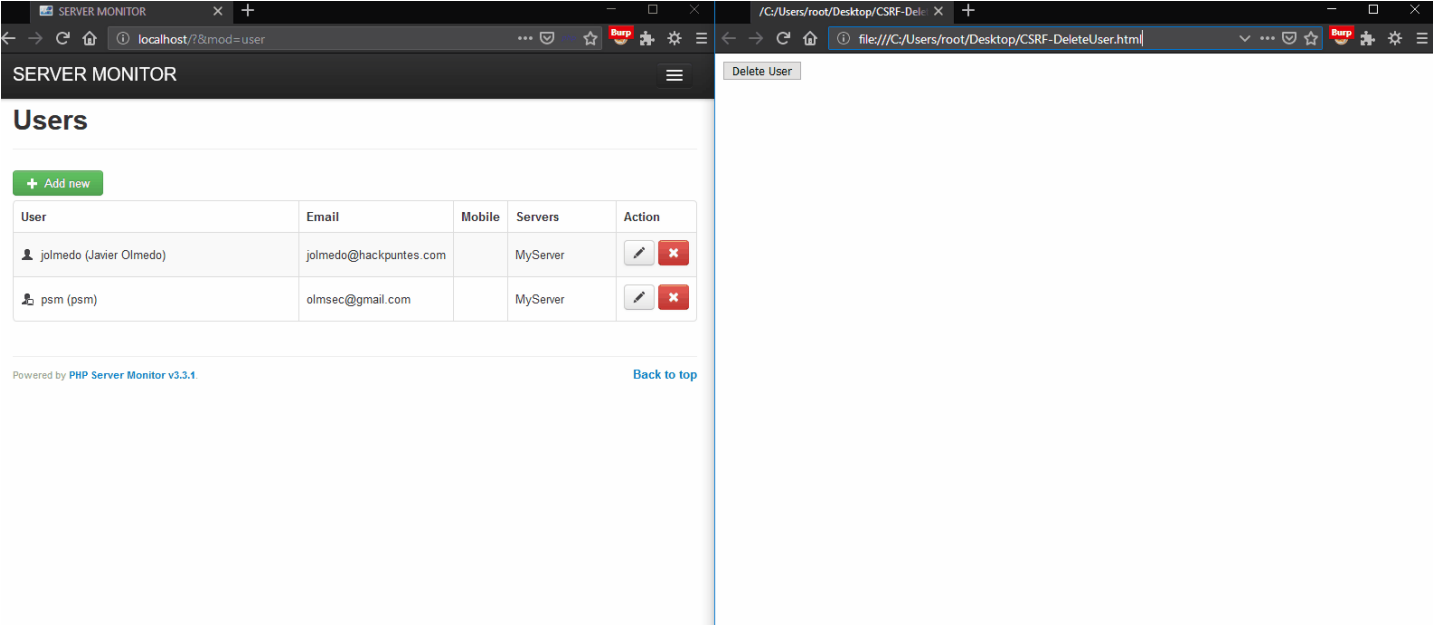 SERVER MONITOR
localhost/?&mod=user
Burp
SERVER MONITOR
Users
Add new
User Email Mobile Servers Action
jolmedo (Javier Olmedo) jolmedo@hackpuntes.com MyServer
psm (psm) olmsec@gmail.com MyServer
Powered by PHP Server Monitor v3.3.1. Back to top
/C:/Users/root/Desktop/CSRF-Dele
file:///C:/Users/root/Desktop/CSRF-DeleteUser.html
Burp
Delete User